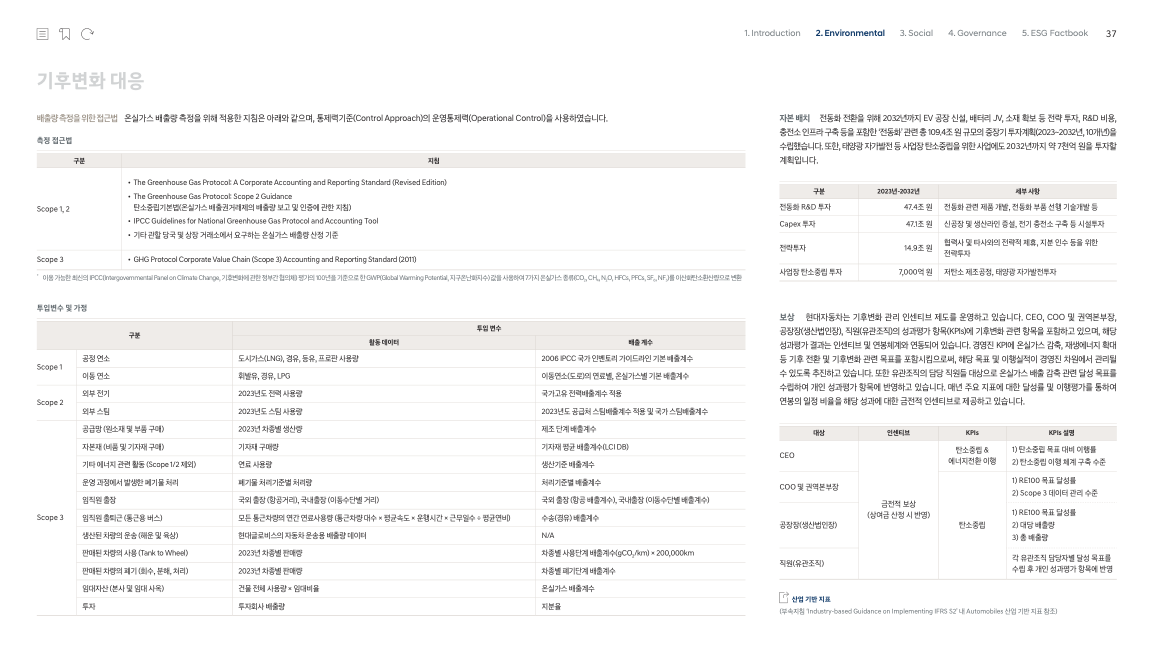 1. Introduction 2. Environmental 3. Social 4. Governance 5. ESG Factbook 37
기후변화 대응
배출량 측정을 위한 접근법 온실가스 배출량 측정을 위해 적용한 지침은 아래와 같으며, 통제력기준(Control Approach)의 운영통제력(Operational Control)을 사용하였습니다.
측정 접근법
구분 지침
Scope 1, 2
• The Greenhouse Gas Protocol: A Corporate Accounting and Reporting Standard (Revised Edition)
• The Greenhouse Gas Protocol: Scope 2 Guidance
탄소중립기본법(온실가스 배출권거래제의 배출량 보고 및 인증에 관한 지침)
• IPCC Guidelines for National Greenhouse Gas Protocol and Accounting Tool
• 기타 관할 당국 및 상장 거래소에서 요구하는 온실가스 배출량 산정 기준
Scope 3 • GHG Protocol Corporate Value Chain (Scope 3) Accounting and Reporting Standard (2011)
* 이용 가능한 최신의 IPCC(Intergovernmental Panel on Climate Change, 기후변화에 관한 정부간 협의체) 평가의 100년을 기준으로 한 GWP(Global Warming Potential, 지구온난화지수) 값을 사용하여 7가지 온실가스 종류(CO₂, CH₄, N₂O, HFCs, PFCs, SF₆, NF₃)를 이산화탄소환산량으로 변환
투입변수 및 가정
구분 투입 변수
활동 데이터 배출 계수
Scope 1 공정 연소 도시가스(LNG), 경유, 등유, 프로판 사용량 2006 IPCC 국가 인벤토리 가이드라인 기본 배출계수
이동 연소 휘발유, 경유, LPG 이동연소(도로)의 연료별, 온실가스별 기본 배출계수
Scope 2 외부 전기 2023년도 전력 사용량 국가고유 전력배출계수 적용
외부 스팀 2023년도 스팀 사용량 2023년도 공급처 스팀배출계수 적용 및 국가 스팀배출계수
Scope 3 공급망 (원소재 및 부품 구매) 2023년 차종별 생산량 제조 단계 배출계수
자본재 (비품 및 기자재 구매) 기자재 구매량 기자재 평균 배출계수(LCI DB)
기타 에너지 관련 활동 (Scope 1/2 제외) 연료 사용량 생산기준 배출계수
운영 과정에서 발생한 폐기물 처리 폐기물 처리기준별 처리량 처리기준별 배출계수
임직원 출장 국외 출장 (항공거리), 국내출장 (이동수단별 거리) 국외 출장 (항공 배출계수), 국내출장 (이동수단별 배출계수)
임직원 출퇴근 (통근용 버스) 모든 통근차량의 연간 연료사용량 (통근차량 대수 × 평균속도 × 운행시간 × 근무일수 ÷ 평균연비) 수송(경유) 배출계수
생산된 차량의 운송 (해운 및 육상) 현대글로비스의 자동차 운송용 배출량 데이터 N/A
판매된 차량의 사용 (Tank to Wheel) 2023년 차종별 판매량 차종별 사용단계 배출계수(gCO₂/km) × 200,000km
판매된 차량의 폐기 (회수, 분해, 처리) 2023년 차종별 판매량 차종별 폐기단계 배출계수
임대자산 (본사 및 임대 사옥) 건물 전체 사용량 × 임대비율 온실가스 배출계수
투자 투자회사 배출량 지분율
자본 배치 전동화 전환을 위해 2032년까지 EV 공장 신설, 배터리 JV, 소재 확보 등 전략 투자, R&D 비용,
충전소 인프라 구축 등을 포함한 '전동화' 관련 총 109.4조 원 규모의 중장기 투자계획(2023~2032년, 10개년)을
수립했습니다. 또한, 태양광 자가발전 등 사업장 탄소중립을 위한 사업에도 2032년까지 약 7천억 원을 투자할
계획입니다.
구분 2023년-2032년 세부 사항
전동화 R&D 투자 47.4조 원 전동화 관련 제품 개발, 전동화 부품 선행 기술개발 등
Capex 투자 47.1조 원 신공장 및 생산라인 증설, 전기 충전소 구축 등 시설투자
전략투자 14.9조 원 협력사 및 타사와의 전략적 제휴, 지분 인수 등을 위한
전략투자
사업장 탄소중립 투자 7,000억 원 저탄소 제조공정, 태양광 자가발전투자
보상 현대자동차는 기후변화 관리 인센티브 제도를 운영하고 있습니다. CEO, COO 및 권역본부장,
공장장(생산법인장), 직원(유관조직)의 성과평가 항목(KPIs)에 기후변화 관련 항목을 포함하고 있으며, 해당
성과평가 결과는 인센티브 및 연봉체계와 연동되어 있습니다. 경영진 KPI에 온실가스 감축, 재생에너지 확대
등 기후 전환 및 기후변화 관련 목표를 포함시킴으로써, 해당 목표 및 이행실적이 경영진 차원에서 관리될
수 있도록 추진하고 있습니다. 또한 유관조직의 담당 직원들 대상으로 온실가스 배출 감축 관련 달성 목표를
수립하여 개인 성과평가 항목에 반영하고 있습니다. 매년 주요 지표에 대한 달성률 및 이행평가를 통하여
연봉의 일정 비율을 해당 성과에 대한 금전적 인센티브로 제공하고 있습니다.
대상 인센티브 KPIs KPIs 설명
CEO
금전적 보상
(상여금 산정 시 반영)
탄소중립 &
에너지전환 이행
1) 탄소중립 목표 대비 이행률
2) 탄소중립 이행 체계 구축 수준
COO 및 권역본부장
탄소중립
1) RE100 목표 달성률
2) Scope 3 데이터 관리 수준
공장장(생산법인장)
1) RE100 목표 달성률
2) 대당 배출량
3) 총 배출량
직원(유관조직)
각 유관조직 담당자별 달성 목표를
수립 후 개인 성과평가 항목에 반영
산업 기반 지표
(부속지침 'Industry-based Guidance on Implementing IFRS S2' 내 Automobiles 산업 기반 지표 참조)